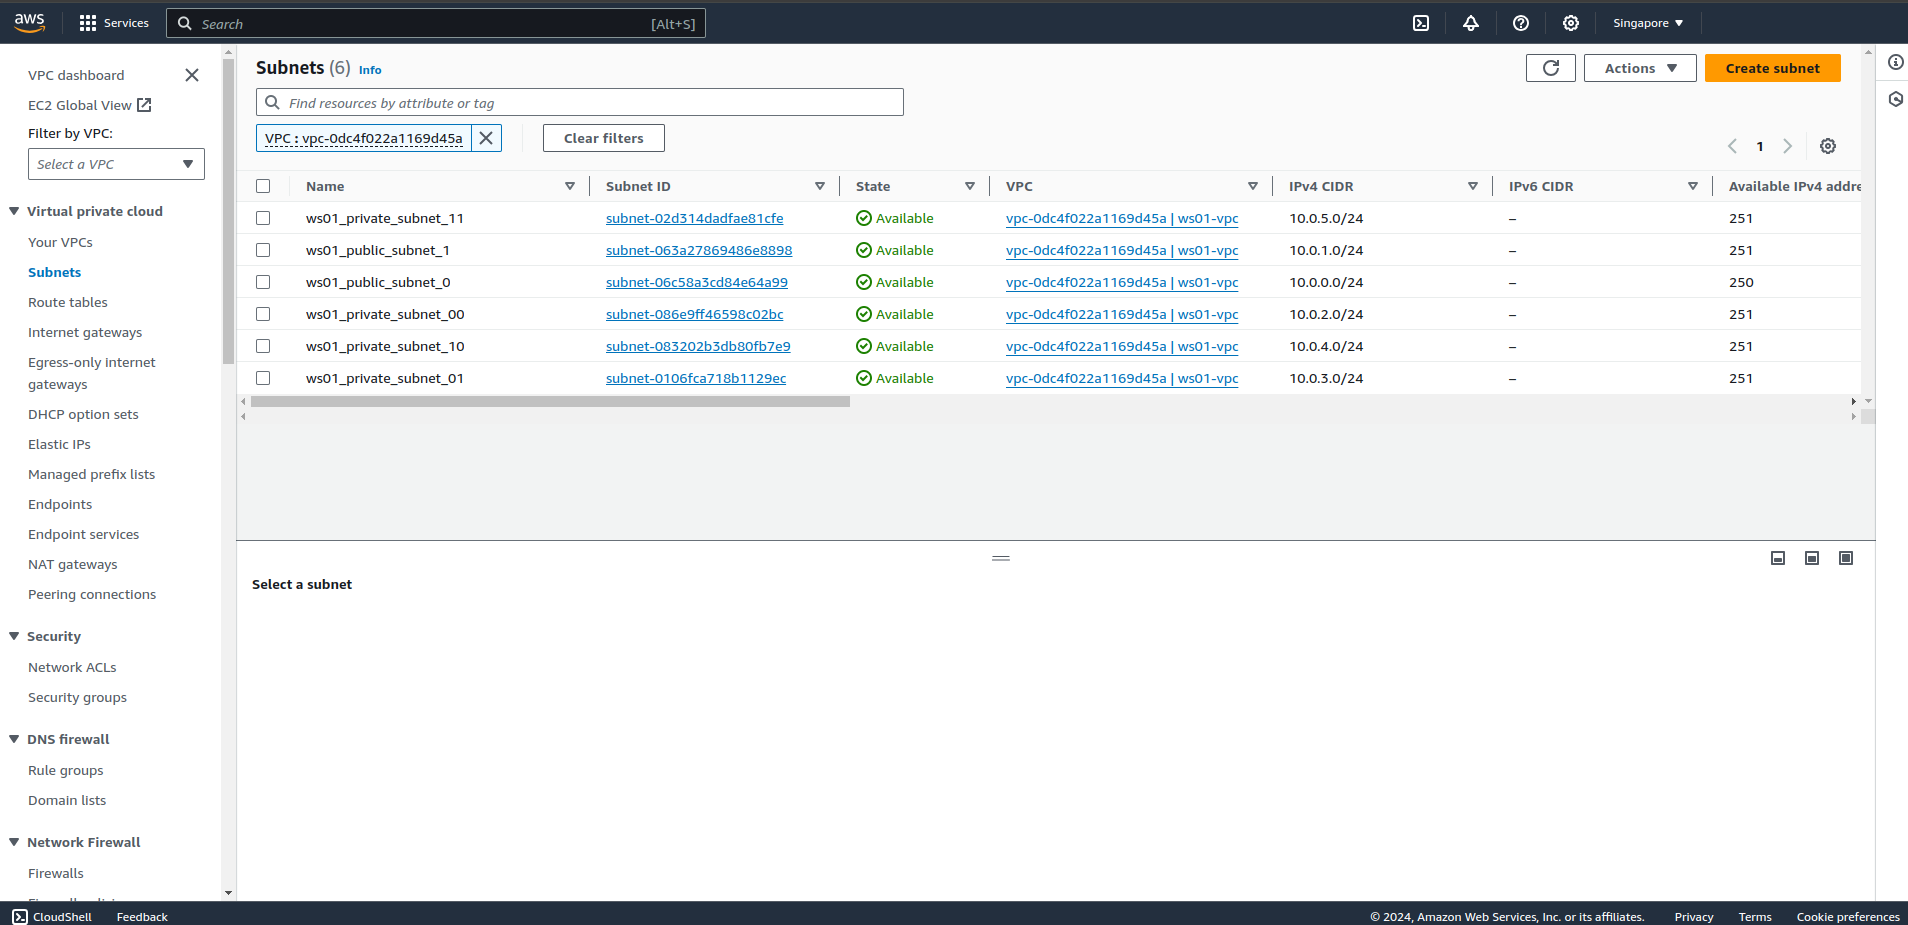 aws Services Search [Alt+S] Singapore
VPC dashboard
EC2 Global View
Filter by VPC:
Select a VPC
Virtual private cloud
Your VPCs
Subnets
Route tables
Internet gateways
Egress-only internet
gateways
DHCP option sets
Elastic IPs
Managed prefix lists
Endpoints
Endpoint services
NAT gateways
Peering connections
Security
Network ACLs
Security groups
DNS firewall
Rule groups
Domain lists
Network Firewall
Firewalls
Subnets (6) Info
Actions Create subnet
Find resources by attribute or tag
VPC : vpc-0dc4f022a1169d45a Clear filters
1
Name Subnet ID State VPC IPv4 CIDR IPv6 CIDR Available IPv4 addre
ws01_private_subnet_11 subnet-02d314dadfae81cfe Available vpc-0dc4f022a1169d45a | ws01-vpc 10.0.5.0/24 – 251
ws01_public_subnet_1 subnet-063a27869486e8898 Available vpc-0dc4f022a1169d45a | ws01-vpc 10.0.1.0/24 – 251
ws01_public_subnet_0 subnet-06c58a3cd84e64a99 Available vpc-0dc4f022a1169d45a | ws01-vpc 10.0.0.0/24 – 250
ws01_private_subnet_00 subnet-086e9ff46598c02bc Available vpc-0dc4f022a1169d45a | ws01-vpc 10.0.2.0/24 – 251
ws01_private_subnet_10 subnet-083202b3db80fb7e9 Available vpc-0dc4f022a1169d45a | ws01-vpc 10.0.4.0/24 – 251
ws01_private_subnet_01 subnet-0106fca718b1129ec Available vpc-0dc4f022a1169d45a | ws01-vpc 10.0.3.0/24 – 251
Select a subnet
CloudShell Feedback © 2024, Amazon Web Services, Inc. or its affiliates. Privacy Terms Cookie preferences